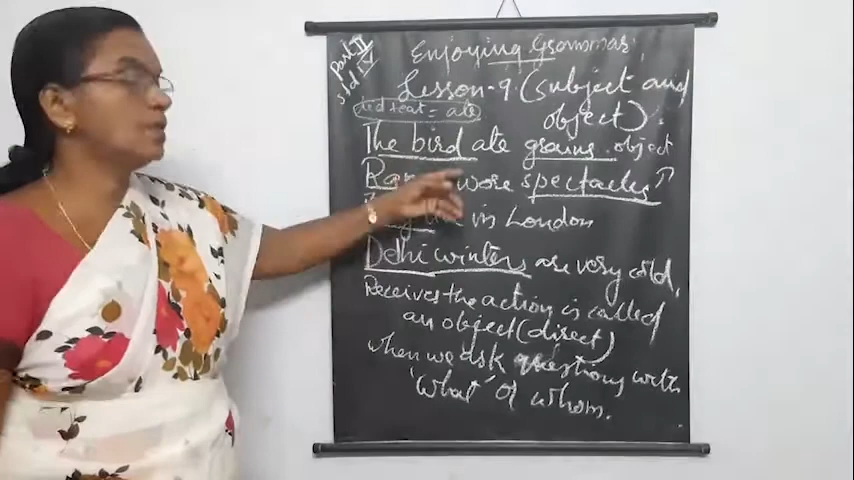 Part II
std IV
Enjoying Grammar
Lesson-9 (subject and
object).
eat = ate
The bird ate grains. object
wore spectacles
in London
Delhi winters are very cold.
Receives the action is called
an object (direct)
when we ask questions with
'what' or whom.